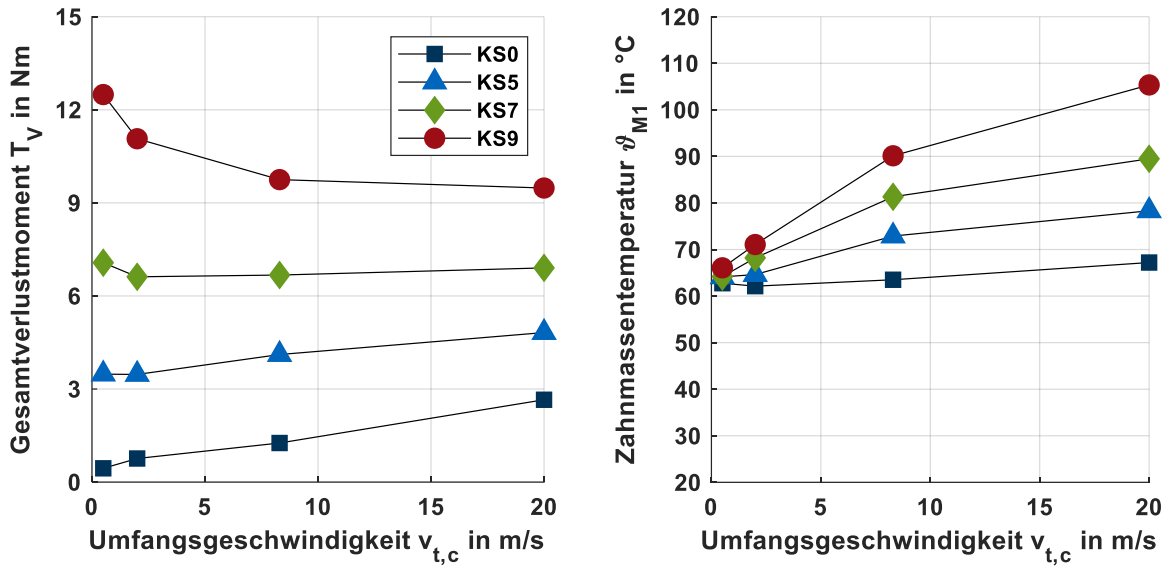 Gesamtverlustmoment T_V in Nm
15
12
9
6
3
0
KS0
KS5
KS7
KS9
0 5 10 15 20
Umfangsgeschwindigkeit v_t,c in m/s
Zahnmassentemperatur ϑ_M1 in °C
120
110
100
90
80
70
60
50
40
30
20
0 5 10 15 20
Umfangsgeschwindigkeit v_t,c in m/s